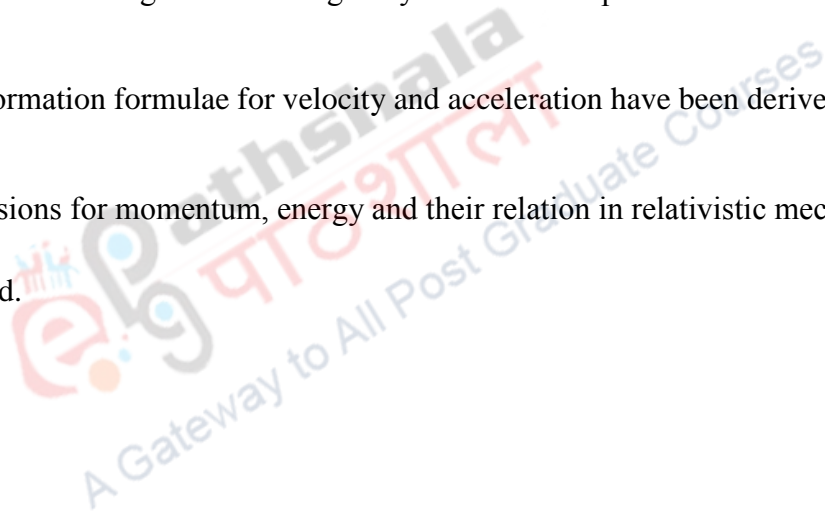 ormation formulae for velocity and acceleration have been derive
sions for momentum, energy and their relation in relativistic mec
d.
Pathshala
पाठशाला
A Gateway to All Post Graduate Courses